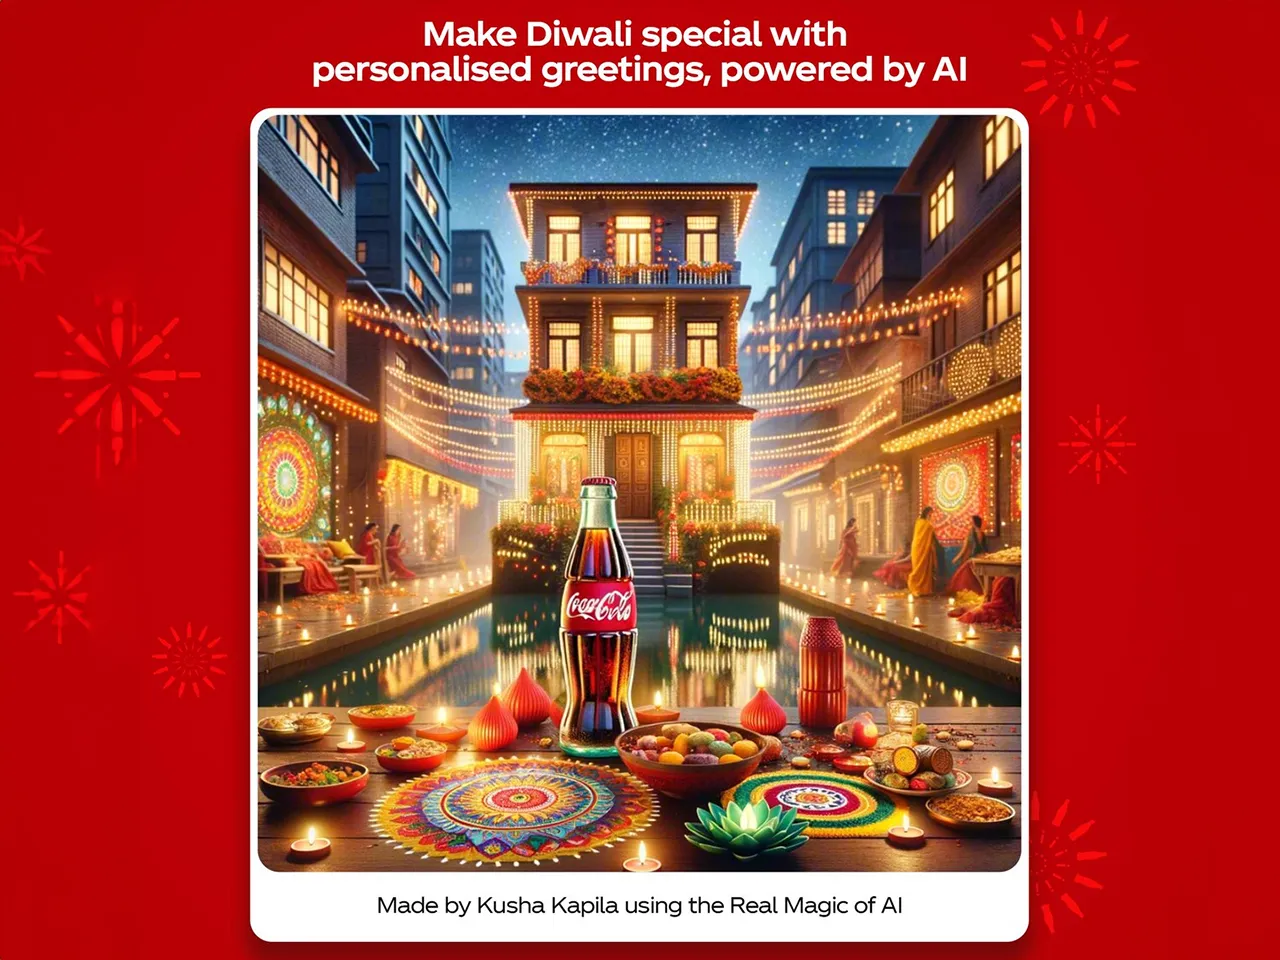 Make Diwali special with
personalised greetings, powered by AI
Coca-Cola
Made by Kusha Kapila using the Real Magic of AI